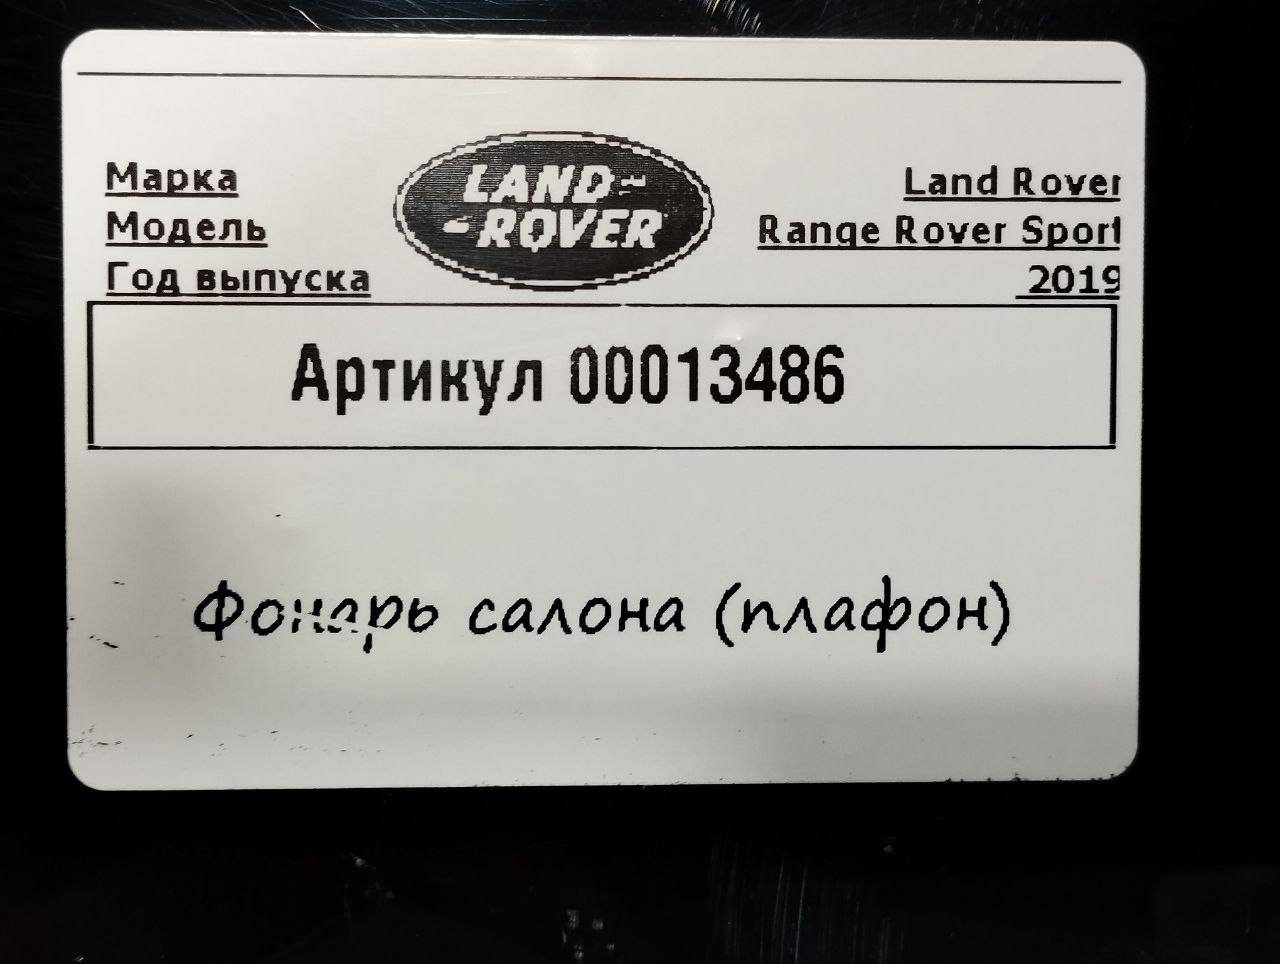 Марка LAND Land Rover
Модель ROVER Range Rover Sport
Год выпуска 2019
Артикул 00013486
Фонарь салона (плафон)